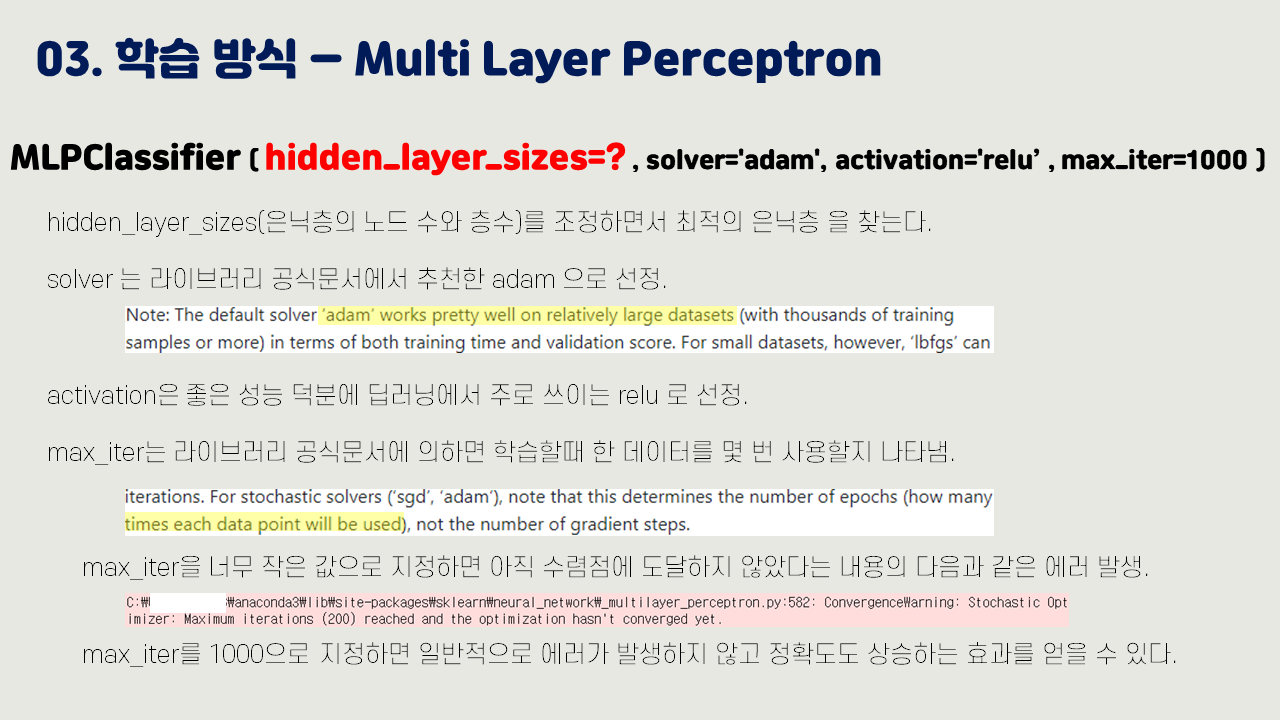 03. 학습 방식 – Multi Layer Perceptron
MLPClassifier ( hidden_layer_sizes=? , solver='adam', activation='relu’ , max_iter=1000 )
hidden_layer_sizes(은닉층의 노드 수와 층수)를 조정하면서 최적의 은닉층 을 찾는다.
solver 는 라이브러리 공식문서에서 추천한 adam 으로 선정.
Note: The default solver ‘adam’ works pretty well on relatively large datasets (with thousands of training
samples or more) in terms of both training time and validation score. For small datasets, however, ‘lbfgs’ can
activation은 좋은 성능 덕분에 딥러닝에서 주로 쓰이는 relu 로 선정.
max_iter는 라이브러리 공식문서에 의하면 학습할때 한 데이터를 몇 번 사용할지 나타냄.
iterations. For stochastic solvers (‘sgd’, ‘adam’), note that this determines the number of epochs (how many
times each data point will be used), not the number of gradient steps.
max_iter을 너무 작은 값으로 지정하면 아직 수렴점에 도달하지 않았다는 내용의 다음과 같은 에러 발생.
C:₩ ₩anaconda3₩lib₩site-packages₩sklearn₩neural_network₩_multilayer_perceptron.py:582: ConvergenceWarning: Stochastic Opt
imizer: Maximum iterations (200) reached and the optimization hasn't converged yet.
max_iter를 1000으로 지정하면 일반적으로 에러가 발생하지 않고 정확도도 상승하는 효과를 얻을 수 있다.